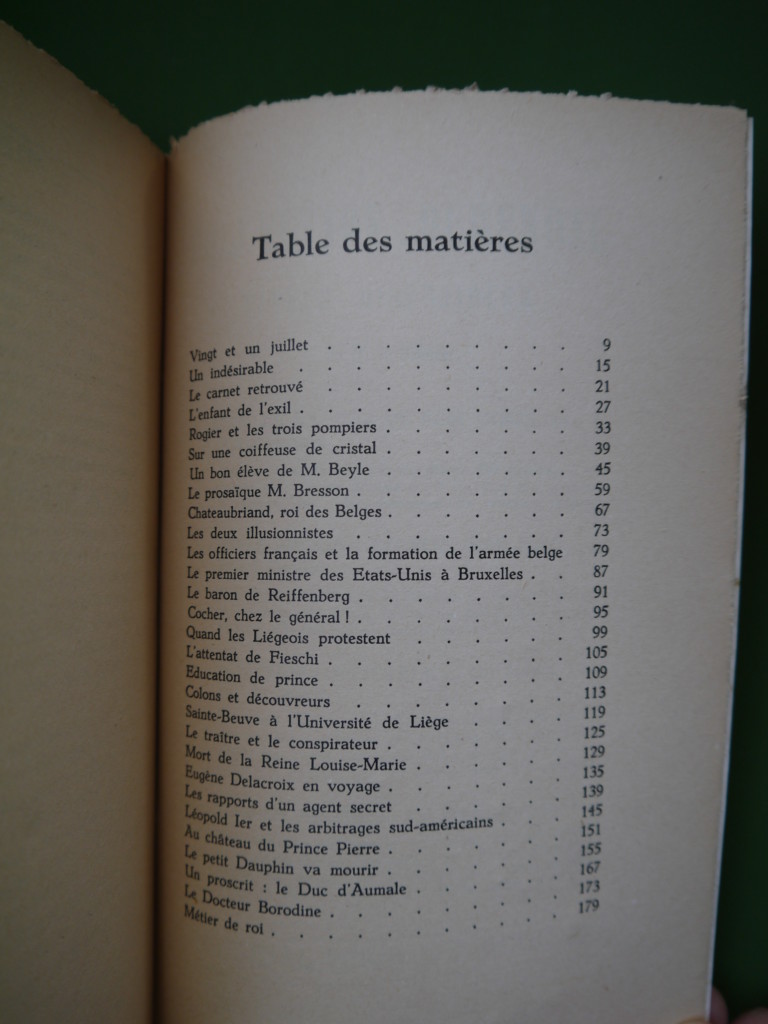 Table des matières
Vingt et un juillet . . . . . . . . . 9
Un indésirable . . . . . . . . . . 15
Le carnet retrouvé . . . . . . . . . 21
L'enfant de l'exil . . . . . . . . . . 27
Rogier et les trois pompiers . . . . . . . 33
Sur une coiffeuse de cristal . . . . . . . 39
Un bon élève de M. Beyle . . . . . . . 45
Le prosaïque M. Bresson . . . . . . . . 59
Chateaubriand, roi des Belges . . . . . . . 67
Les deux illusionnistes . . . . . . . . 73
Les officiers français et la formation de l'armée belge 79
Le premier ministre des Etats-Unis à Bruxelles . . 87
Le baron de Reiffenberg . . . . . . . . 91
Cocher, chez le général ! . . . . . . . . 95
Quand les Liégeois protestent . . . . . . 99
L'attentat de Fieschi . . . . . . . . . 105
Education de prince . . . . . . . . . 109
Colons et découvreurs . . . . . . . . 113
Sainte-Beuve à l'Université de Liège . . . . 119
Le traître et le conspirateur . . . . . . . 125
Mort de la Reine Louise-Marie . . . . . . 129
Eugène Delacroix en voyage . . . . . . . 135
Les rapports d'un agent secret . . . . . . 139
Léopold Ier et les arbitrages sud-américains . . . 145
Au château du Prince Pierre . . . . . . . 151
Le petit Dauphin va mourir . . . . . . . 155
Un proscrit : le Duc d'Aumale . . . . . . 167
Le Docteur Borodine . . . . . . . . . 173
Métier de roi . . . . . . . . . . . 179